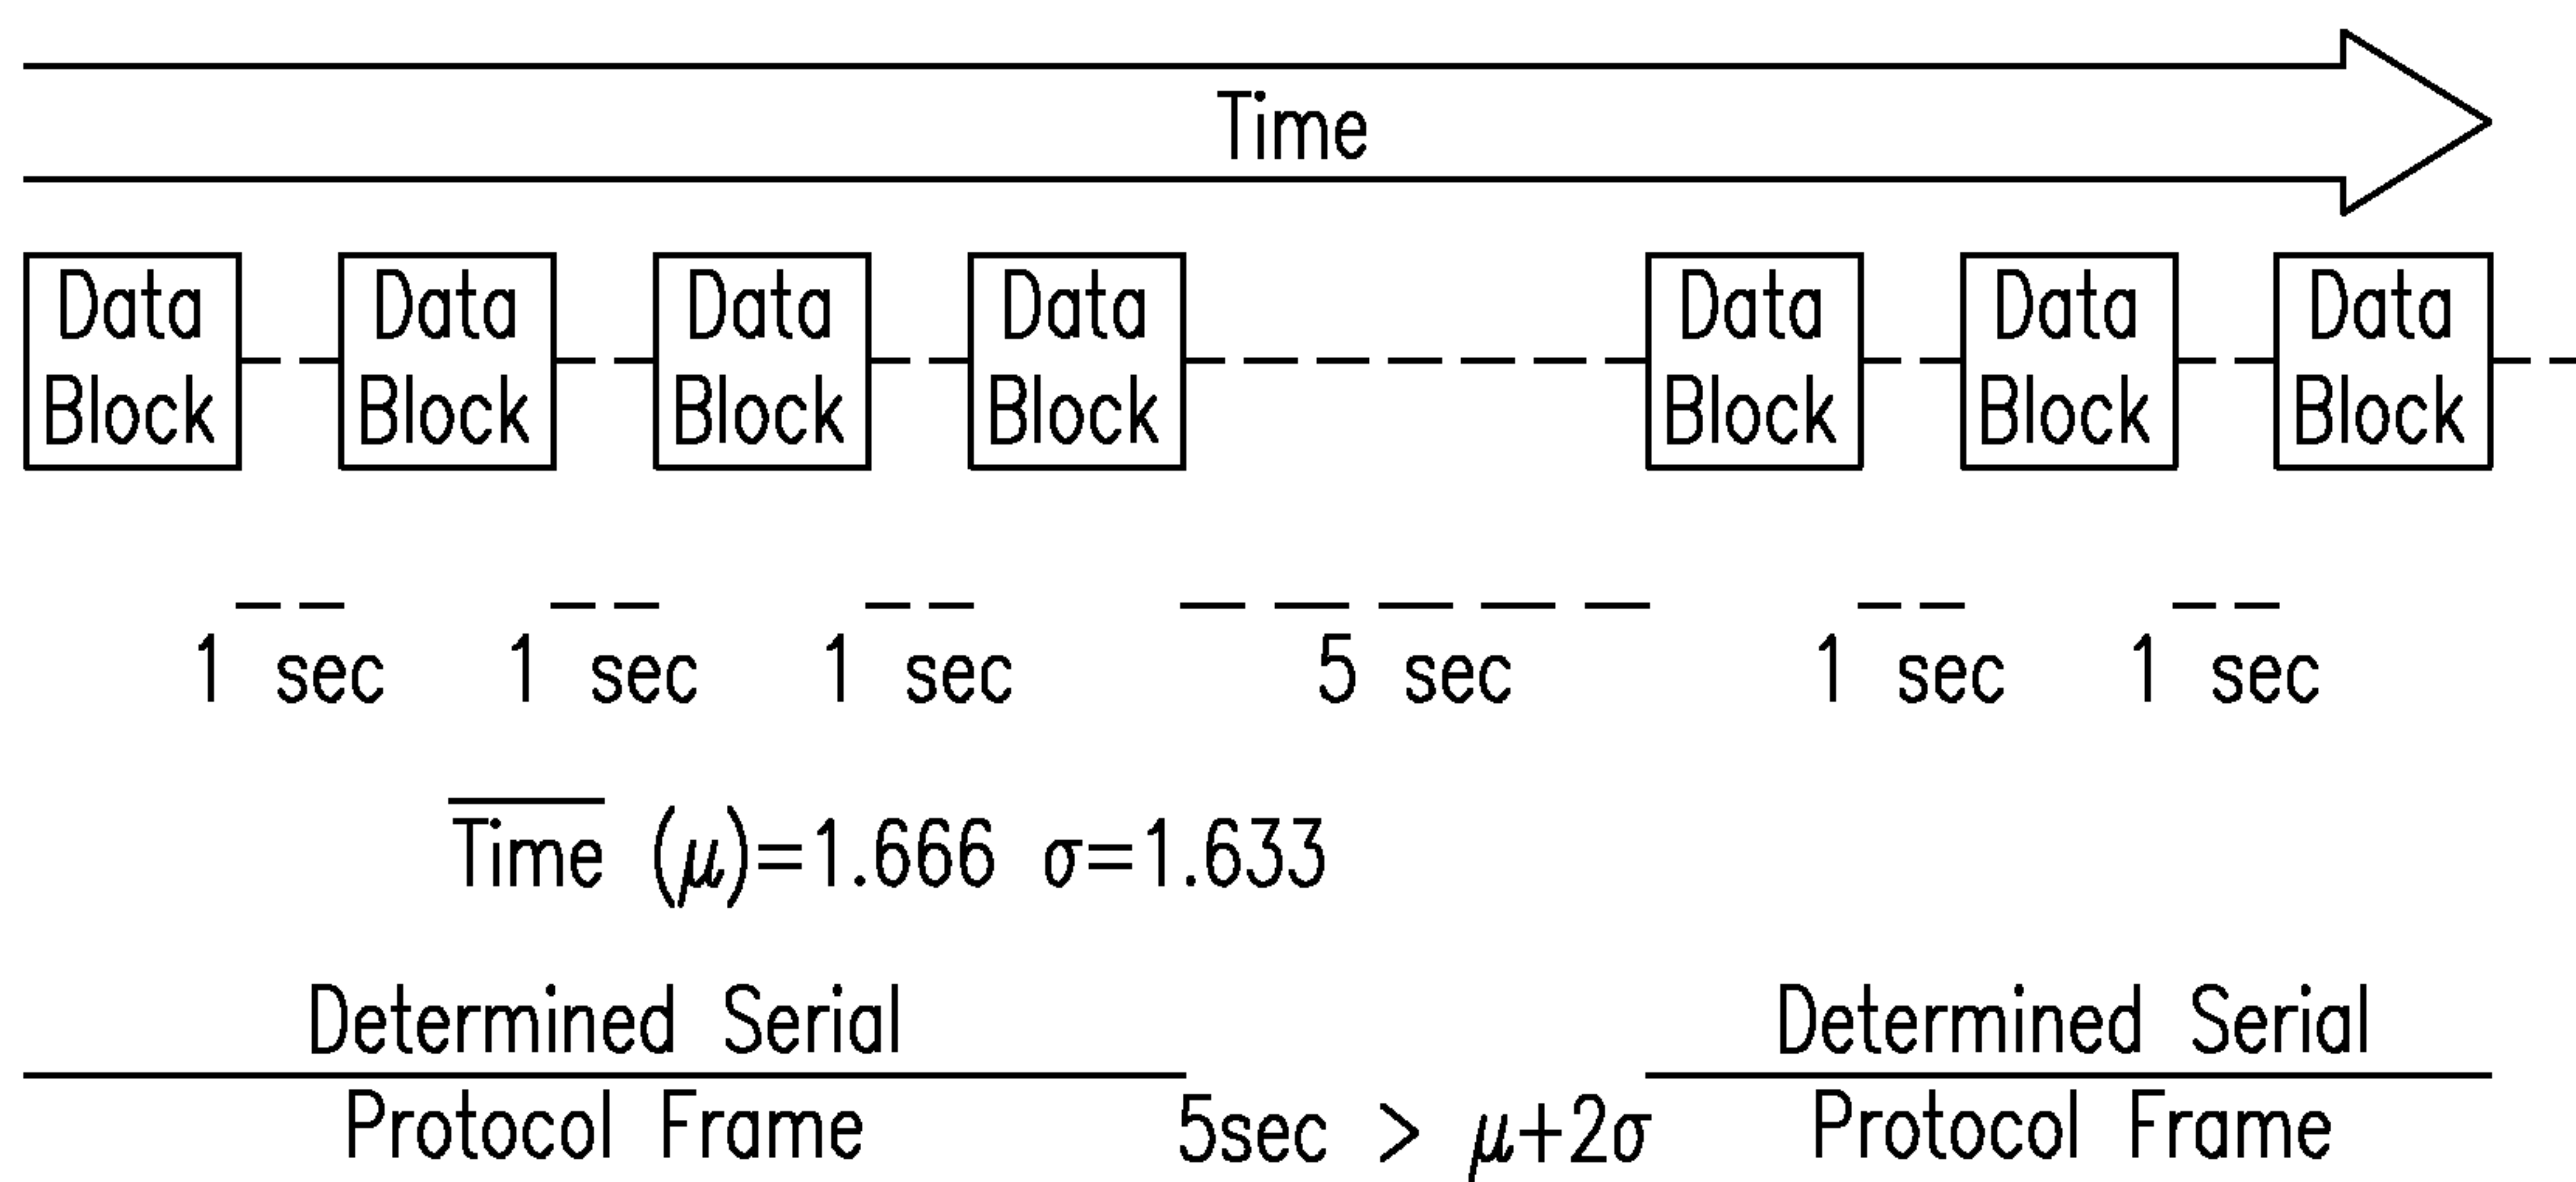 Time
Data Data Data Data Data Data Data
Block Block Block Block Block Block Block
1 sec 1 sec 1 sec 5 sec 1 sec 1 sec
Time (μ)=1.666 σ=1.633
Determined Serial Determined Serial
Protocol Frame 5sec > μ+2σ Protocol Frame